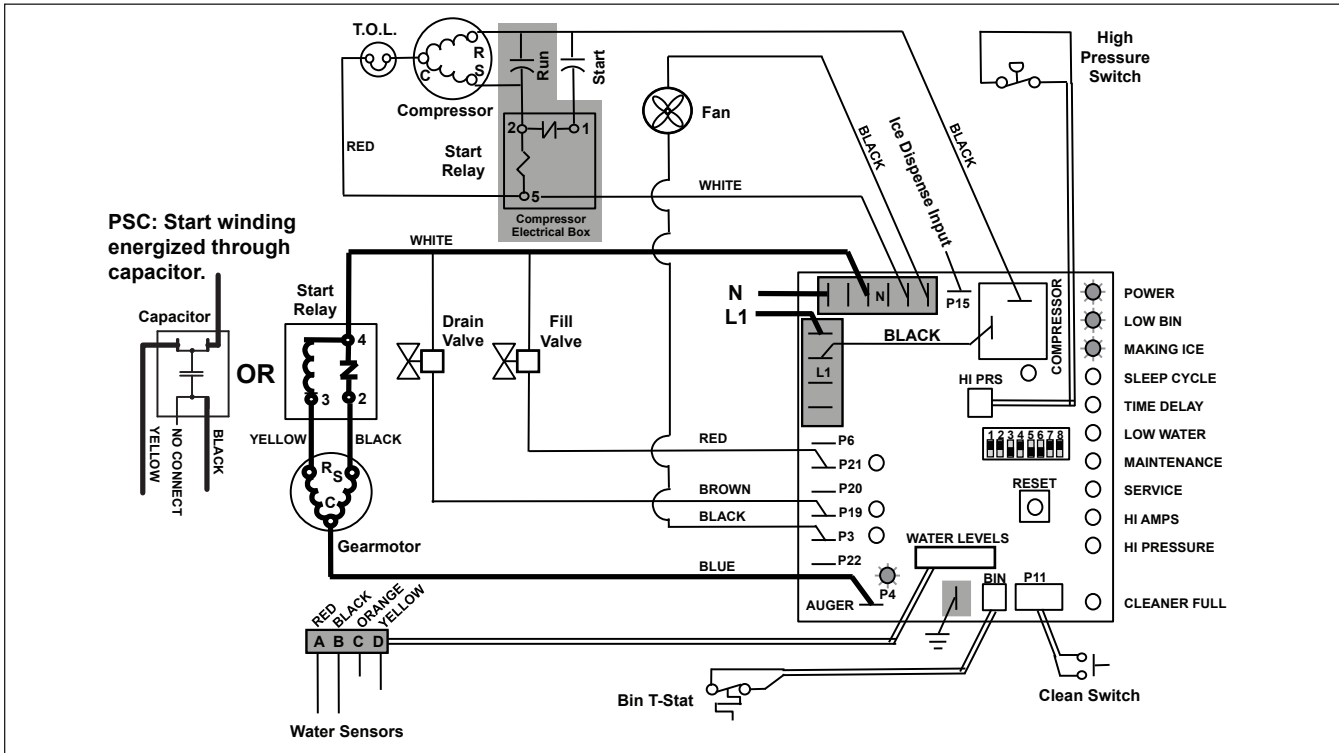 T.O.L.
R
S
C
Compressor
Run
Start
2
1
Start
Relay
5
Compressor
Electrical Box
RED
WHITE
Fan
BLACK
Ice Dispense Input
BLACK
High
Pressure
Switch
PSC: Start winding
energized through
capacitor.
WHITE
Capacitor
OR
YELLOW
NO CONNECT
BLACK
Start
Relay
4
3
2
YELLOW
BLACK
R
S
C
Gearmotor
Drain
Valve
Fill
Valve
N
L1
N
P15
L1
BLACK
COMPRESSOR
HI PRS
1 2 3 4 5 6 7 8
RESET
RED
BROWN
BLACK
BLUE
P6
P21
P20
P19
P3
P22
P4
AUGER
WATER LEVELS
BIN
P11
POWER
LOW BIN
MAKING ICE
SLEEP CYCLE
TIME DELAY
LOW WATER
MAINTENANCE
SERVICE
HI AMPS
HI PRESSURE
CLEANER FULL
RED
BLACK
ORANGE
YELLOW
A B C D
Water Sensors
Bin T-Stat
Clean Switch